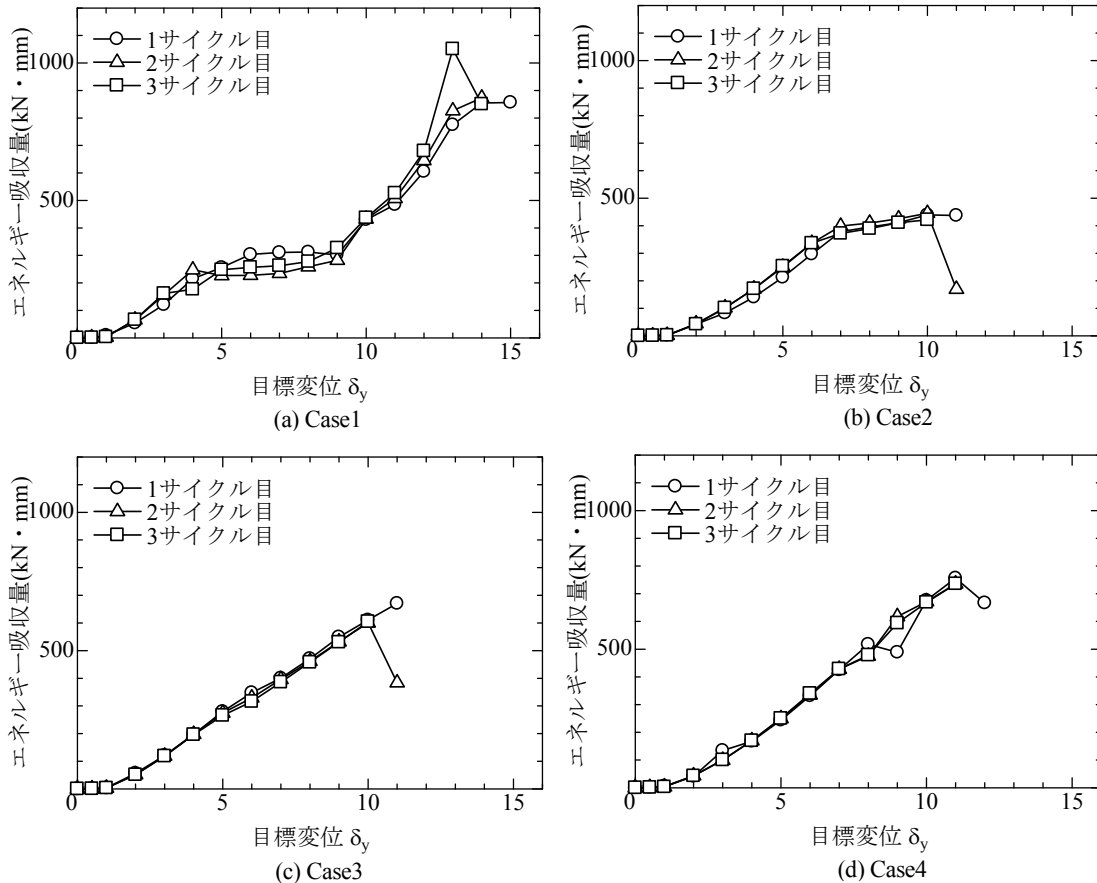 エネルギー吸収量(kN・mm)
1000
500
1サイクル目
2サイクル目
3サイクル目
0 5 10 15
目標変位 δy
(a) Case1
エネルギー吸収量(kN・mm)
1000
500
1サイクル目
2サイクル目
3サイクル目
0 5 10 15
目標変位 δy
(b) Case2
エネルギー吸収量(kN・mm)
1000
500
1サイクル目
2サイクル目
3サイクル目
0 5 10 15
目標変位 δy
(c) Case3
エネルギー吸収量(kN・mm)
1000
500
1サイクル目
2サイクル目
3サイクル目
0 5 10 15
目標変位 δy
(d) Case4